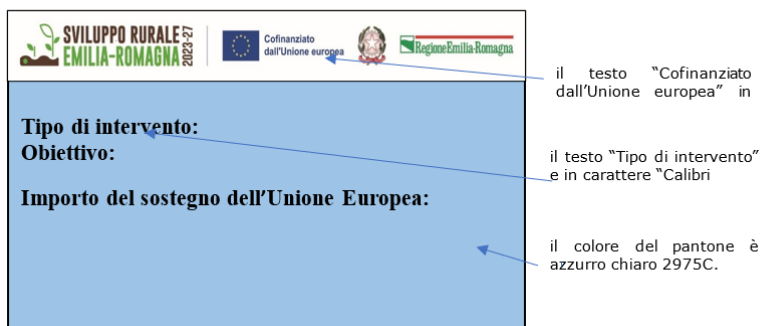 SVILUPPO RURALE
EMILIA-ROMAGNA
2023-27
Cofinanziato
dall'Unione europea
RegioneEmilia-Romagna
Tipo di intervento:
Obiettivo:
Importo del sostegno dell'Unione Europea:
il testo "Cofinanziato
dall'Unione europea" in
il testo "Tipo di intervento"
e in carattere "Calibri
il colore del pantone è
azzurro chiaro 2975C.